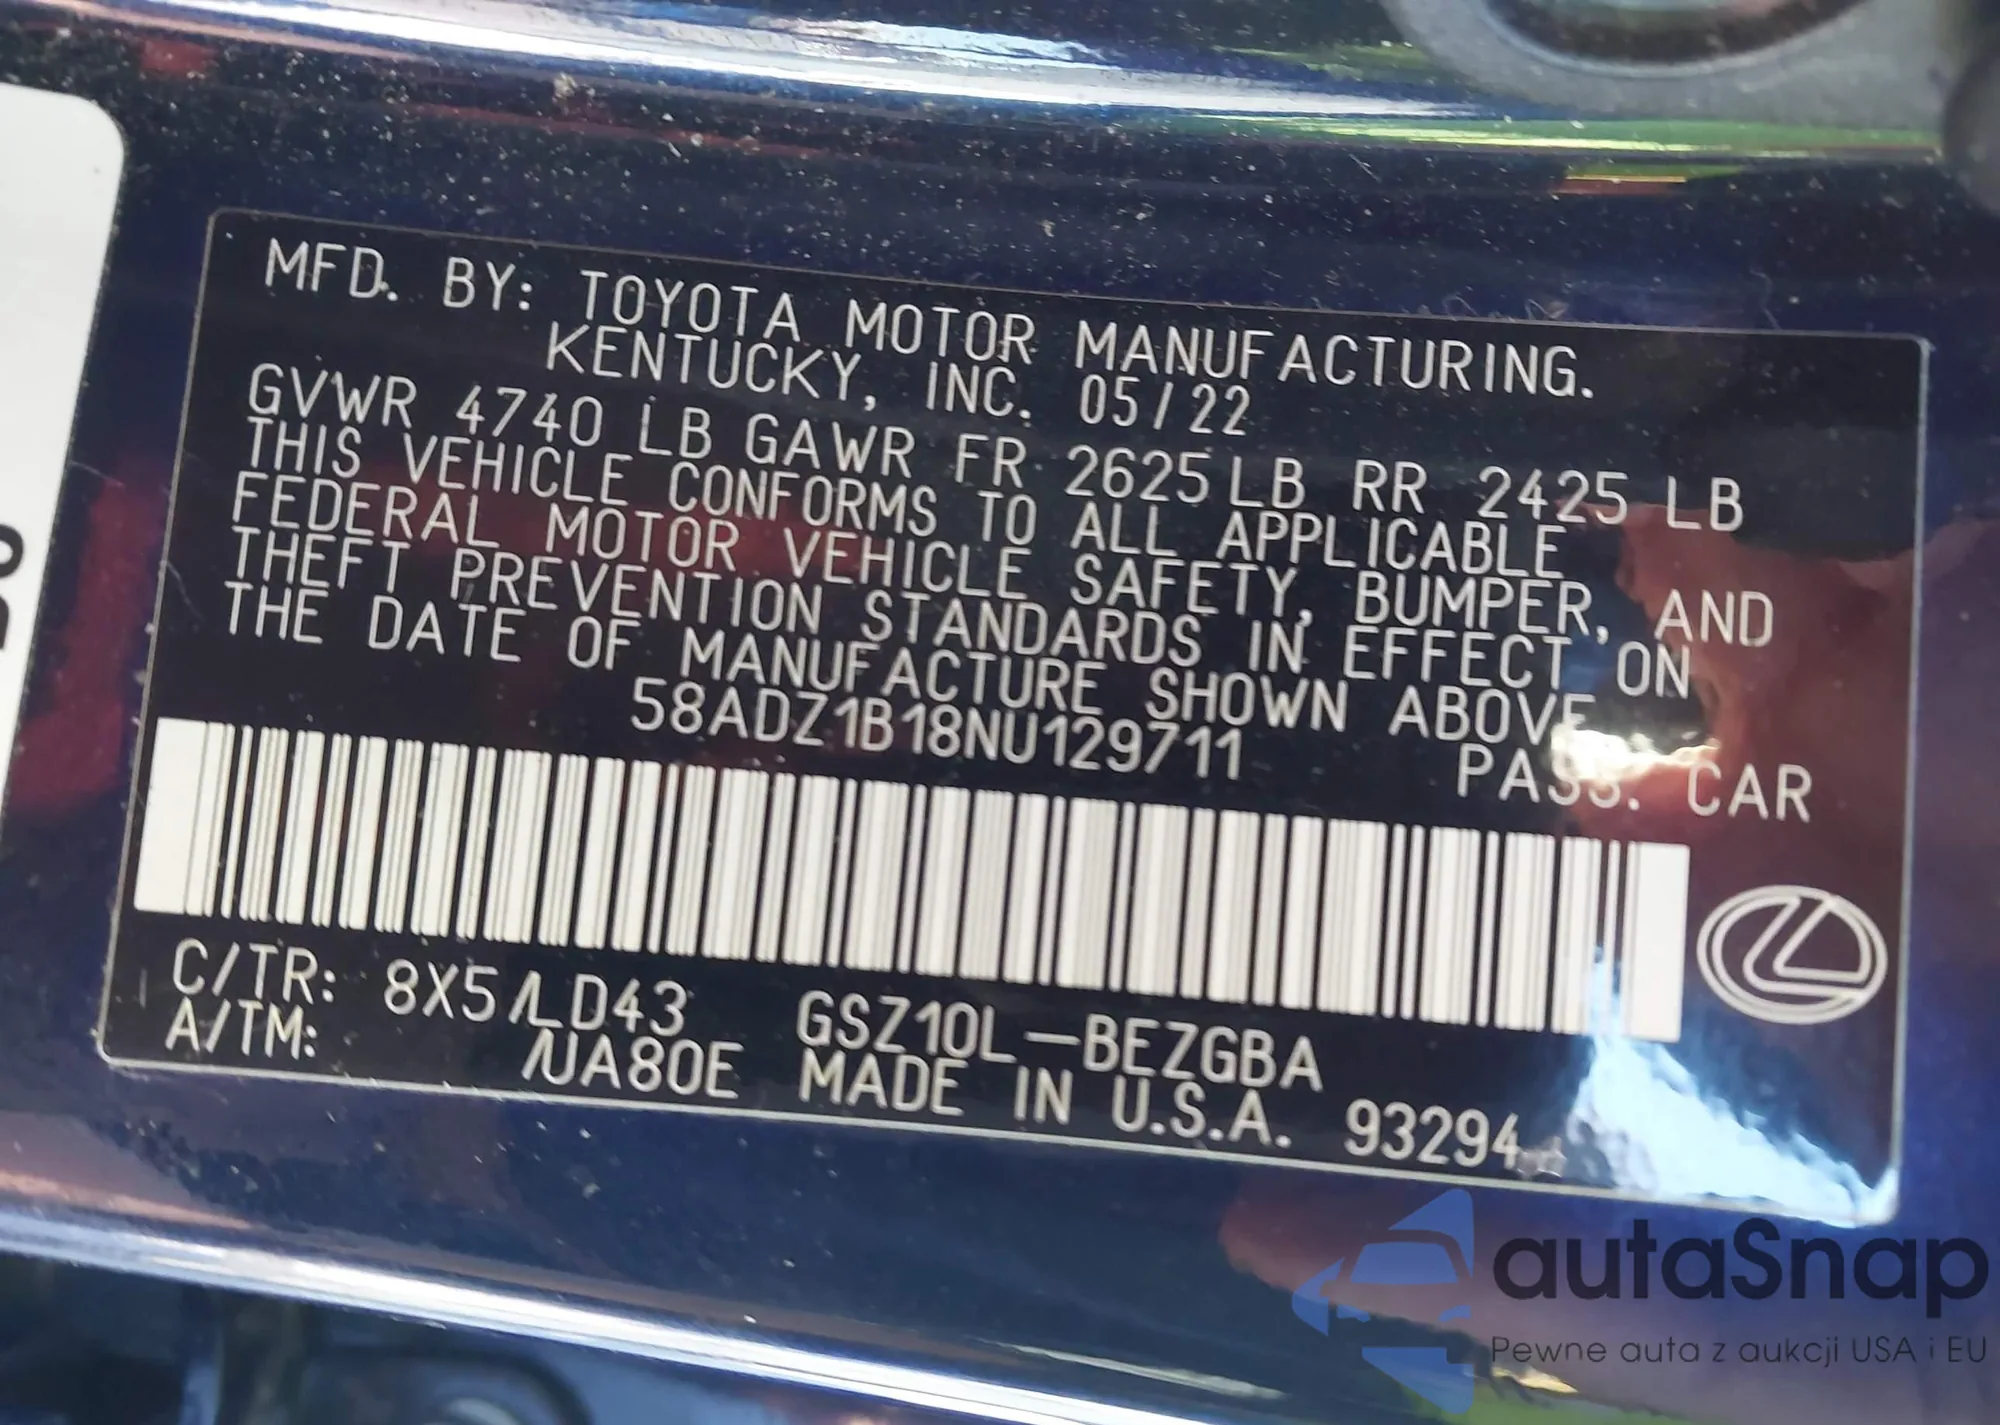 MFD. BY: TOYOTA MOTOR MANUFACTURING.
KENTUCKY, INC. 05/22
GVWR 4740 LB GAWR FR 2625 LB RR 2425 LB
THIS VEHICLE CONFORMS TO ALL APPLICABLE
FEDERAL MOTOR VEHICLE SAFETY, BUMPER, AND
THEFT PREVENTION STANDARDS IN EFFECT ON
THE DATE OF MANUFACTURE SHOWN ABOVE
58ADZ1B18NU129711 PASS. CAR
C/TR: 8X5/LD43 GSZ10L-BEZGBA
A/TM: /UA80E MADE IN U.S.A. 93294
autaSnap
Pewne auta z aukcji USA i EU